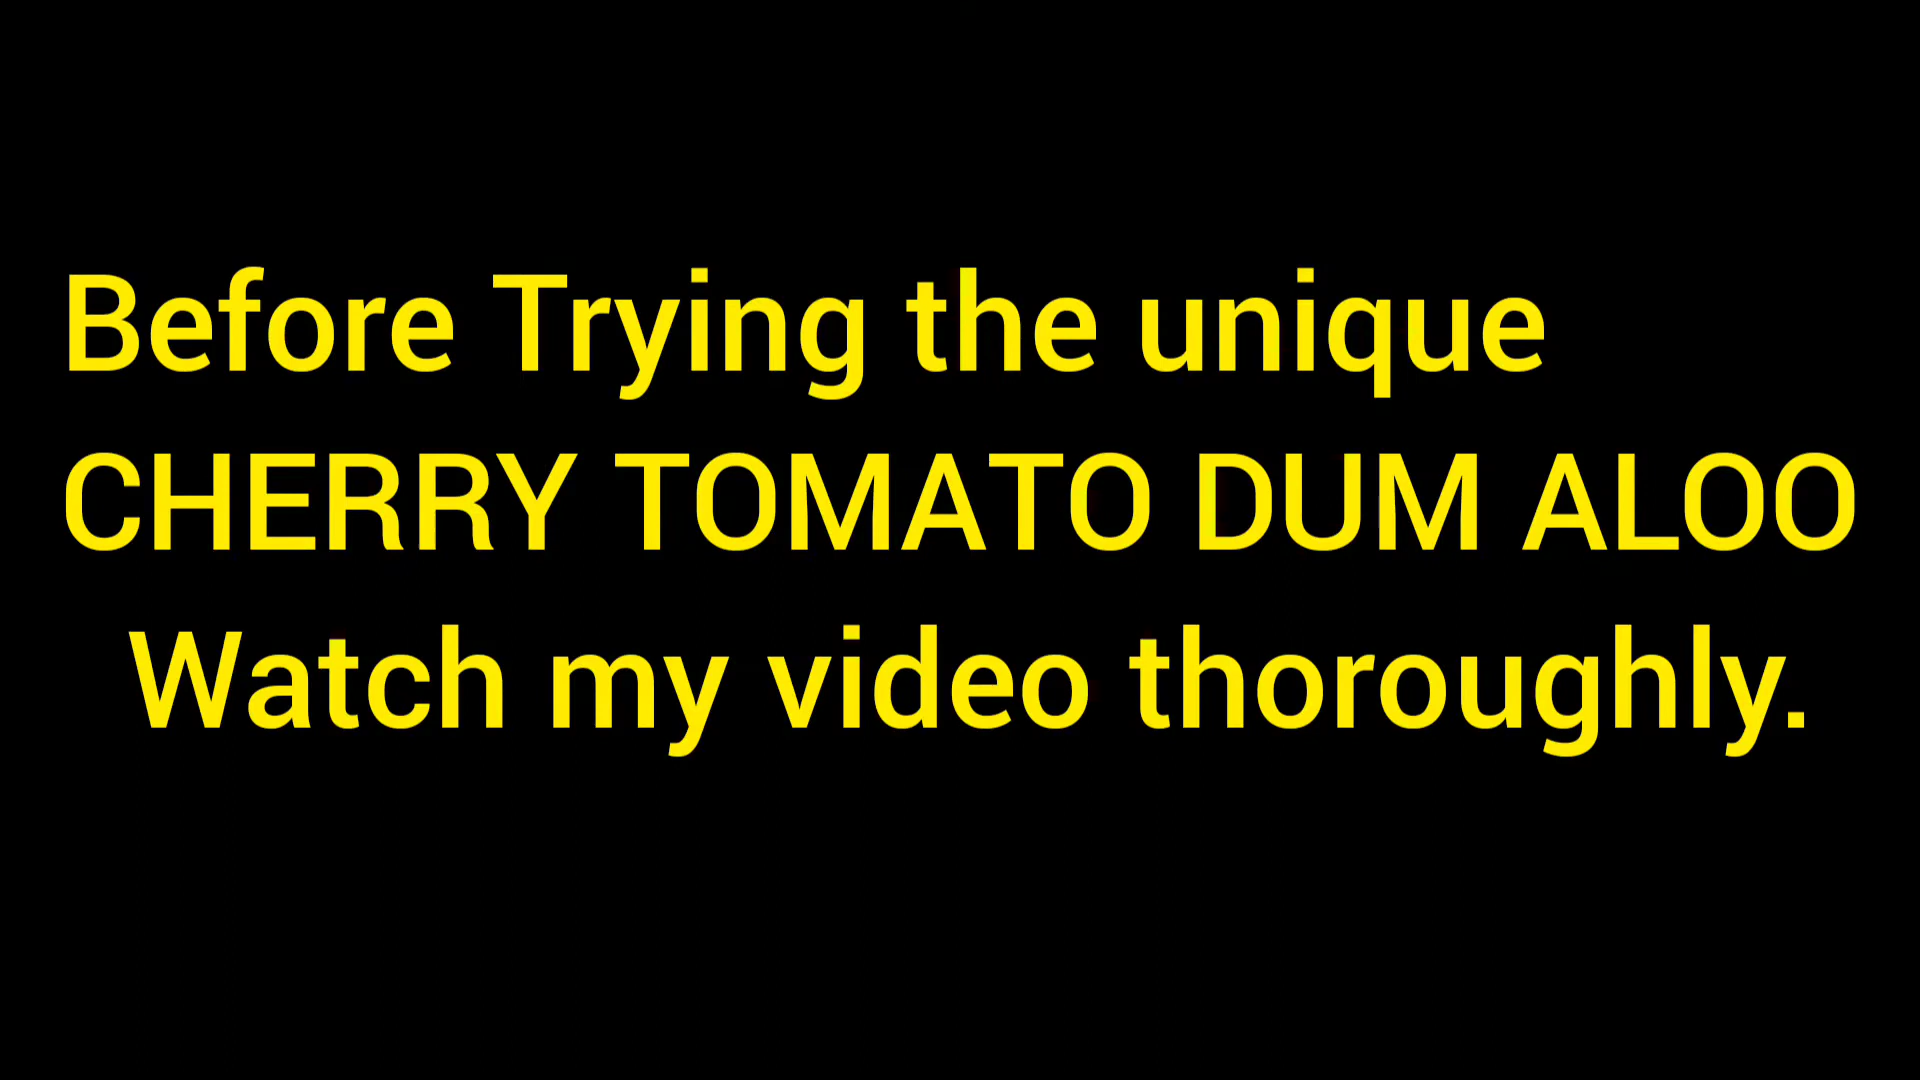 Before Trying the unique
CHERRY TOMATO DUM ALOO
Watch my video thoroughly.